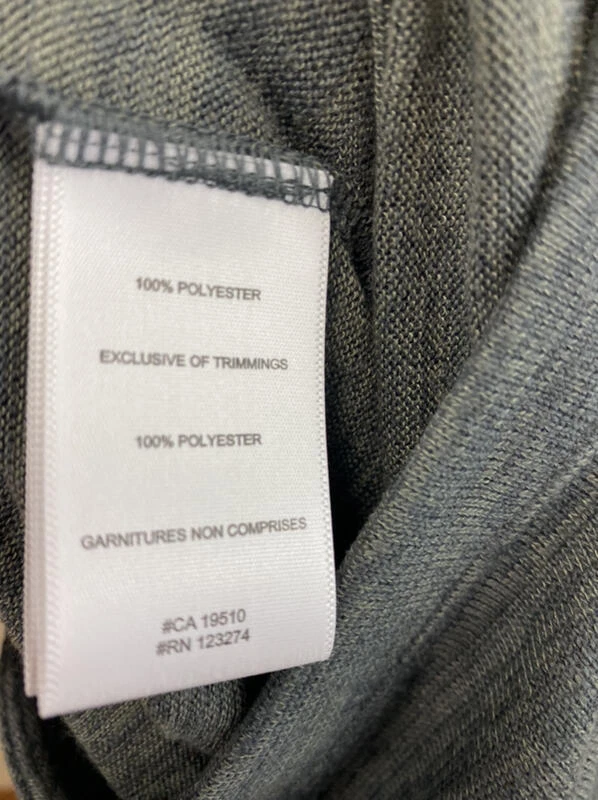 100% POLYESTER
EXCLUSIVE OF TRIMMINGS
100% POLYESTER
GARNITURES NON COMPRISES
#CA 19510
#RN 123274